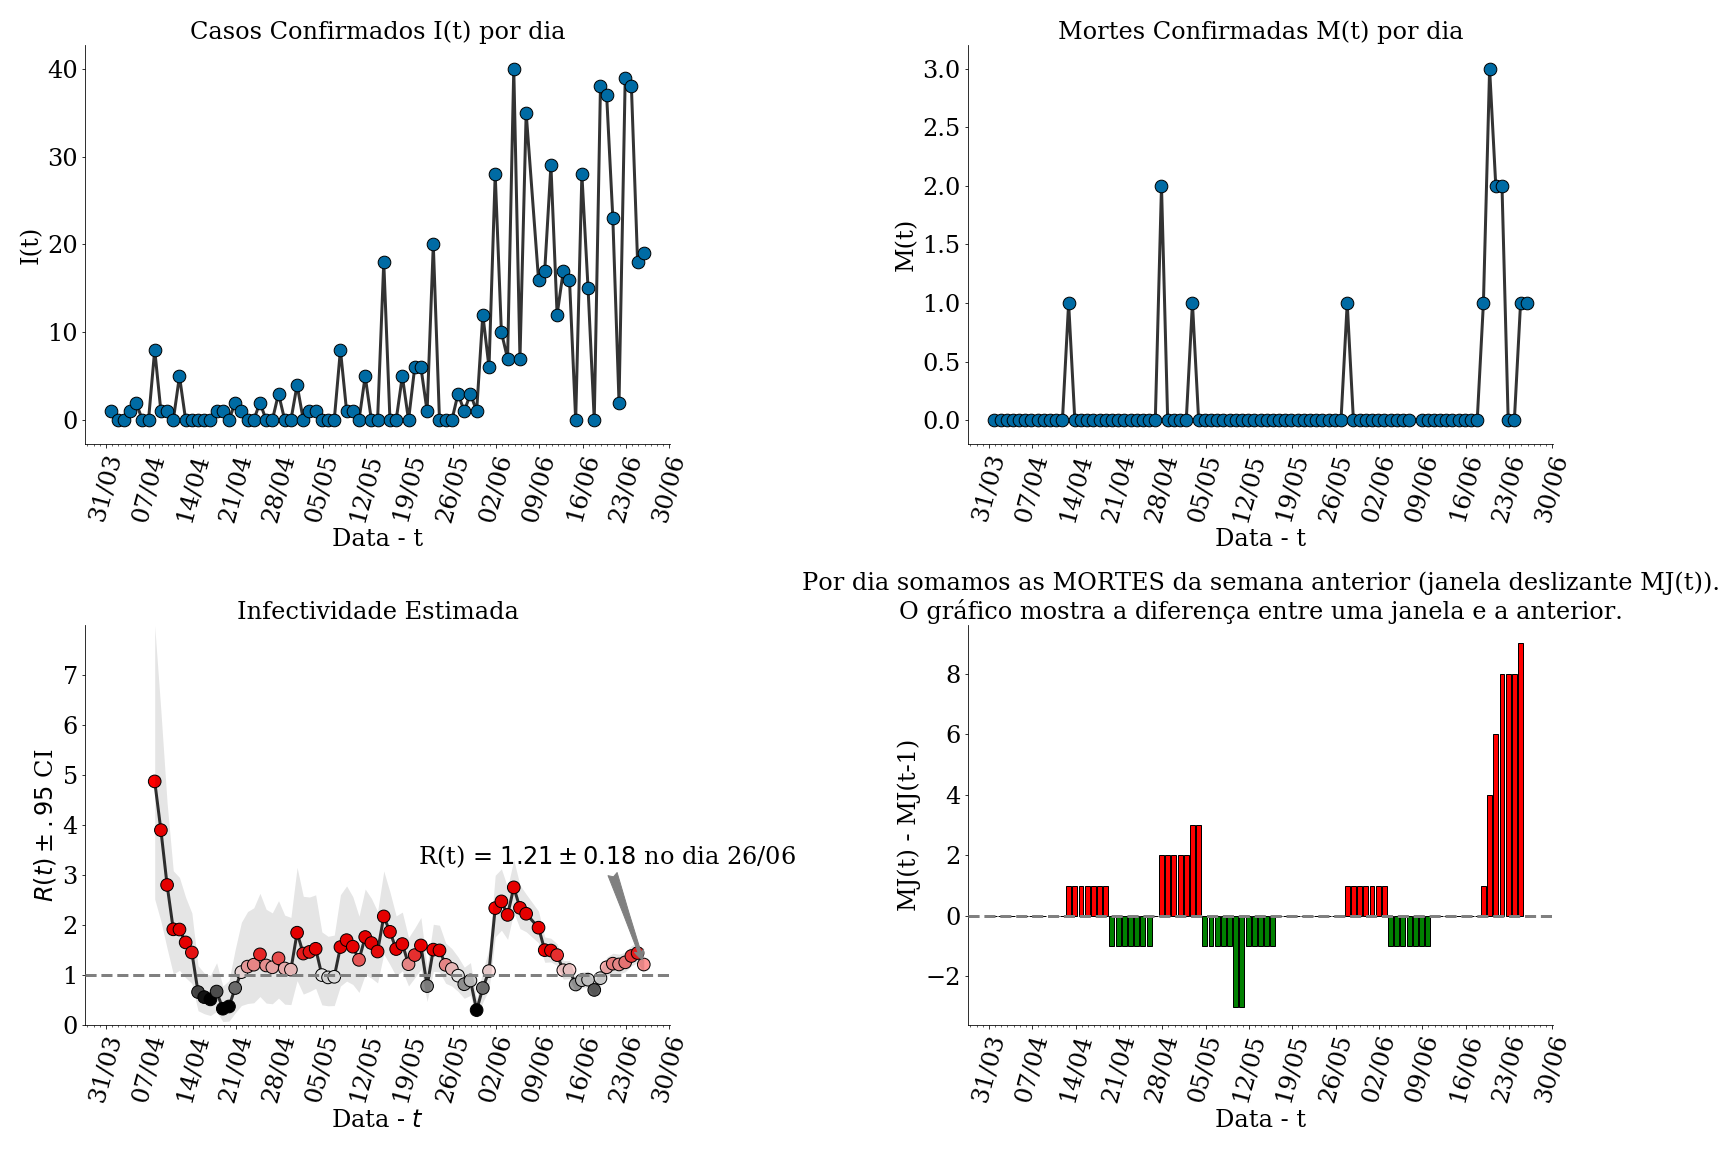 Casos Confirmados I(t) por dia
I(t)
40
30
20
10
0
31/03 07/04 14/04 21/04 28/04 05/05 12/05 19/05 26/05 02/06 09/06 16/06 23/06 30/06
Data - t
Mortes Confirmadas M(t) por dia
M(t)
3.0
2.5
2.0
1.5
1.0
0.5
0.0
31/03 07/04 14/04 21/04 28/04 05/05 12/05 19/05 26/05 02/06 09/06 16/06 23/06 30/06
Data - t
Infectividade Estimada
R(t) ± .95 CI
7
6
5
4
3
2
1
0
R(t) = 1.21 ± 0.18 no dia 26/06
31/03 07/04 14/04 21/04 28/04 05/05 12/05 19/05 26/05 02/06 09/06 16/06 23/06 30/06
Data - t
Por dia somamos as MORTES da semana anterior (janela deslizante MJ(t)).
O gráfico mostra a diferença entre uma janela e a anterior.
MJ(t) - MJ(t-1)
8
6
4
2
0
−2
31/03 07/04 14/04 21/04 28/04 05/05 12/05 19/05 26/05 02/06 09/06 16/06 23/06 30/06
Data - t